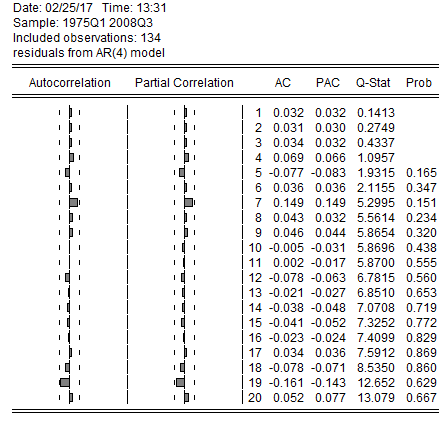 Date: 02/25/17 Time: 13:31
Sample: 1975Q1 2008Q3
Included observations: 134
residuals from AR(4) model
Autocorrelation Partial Correlation AC PAC Q-Stat Prob
1 0.032 0.032 0.1413
2 0.031 0.030 0.2749
3 0.034 0.032 0.4337
4 0.069 0.066 1.0957
5 -0.077 -0.083 1.9315 0.165
6 0.036 0.036 2.1155 0.347
7 0.149 0.149 5.2995 0.151
8 0.043 0.032 5.5614 0.234
9 0.046 0.044 5.8654 0.320
10 -0.005 -0.031 5.8696 0.438
11 0.002 -0.017 5.8700 0.555
12 -0.078 -0.063 6.7815 0.560
13 -0.021 -0.027 6.8510 0.653
14 -0.038 -0.048 7.0708 0.719
15 -0.041 -0.052 7.3252 0.772
16 -0.023 -0.024 7.4099 0.829
17 0.034 0.036 7.5912 0.869
18 -0.078 -0.071 8.5350 0.860
19 -0.161 -0.143 12.652 0.629
20 0.052 0.077 13.079 0.667